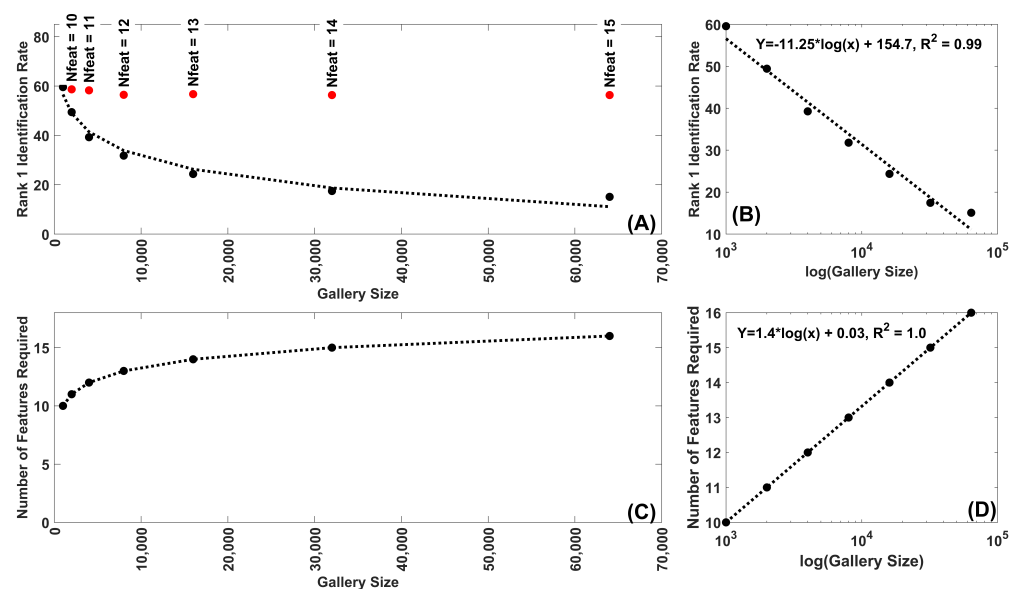 Nfeat = 10
Nfeat = 11
Nfeat = 12
Nfeat = 13
Nfeat = 14
Nfeat = 15
Rank 1 Identification Rate
80
60
40
20
0
(A)
0
10,000
20,000
30,000
40,000
50,000
60,000
70,000
Gallery Size
Y=-11.25*log(x) + 154.7, R² = 0.99
Rank 1 Identification Rate
60
50
40
30
20
10
(B)
10³
10⁴
10⁵
log(Gallery Size)
Number of Features Required
15
10
5
0
(C)
0
10,000
20,000
30,000
40,000
50,000
60,000
70,000
Gallery Size
Y=1.4*log(x) + 0.03, R² = 1.0
Number of Features Required
16
15
14
13
12
11
10
(D)
10³
10⁴
10⁵
log(Gallery Size)